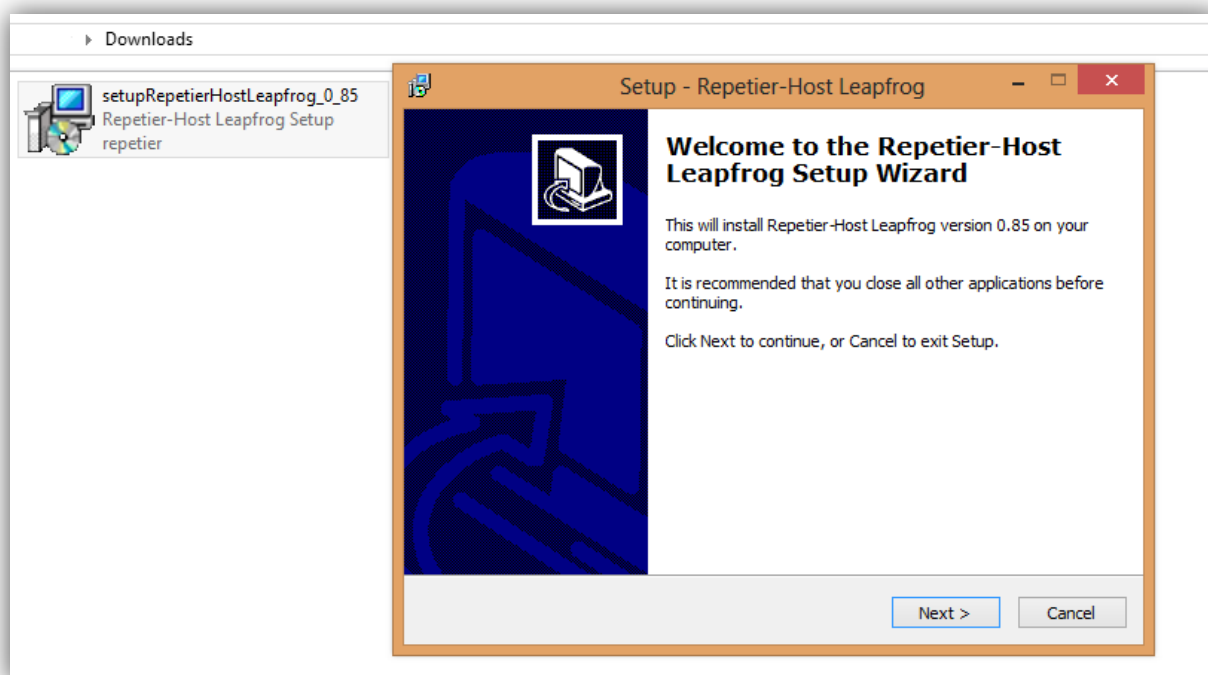 Downloads
setupRepetierHostLeapfrog_0_85
Repetier-Host Leapfrog Setup
repetier
Setup - Repetier-Host Leapfrog
Welcome to the Repetier-Host
Leapfrog Setup Wizard
This will install Repetier-Host Leapfrog version 0.85 on your
computer.
It is recommended that you close all other applications before
continuing.
Click Next to continue, or Cancel to exit Setup.
Next >
Cancel